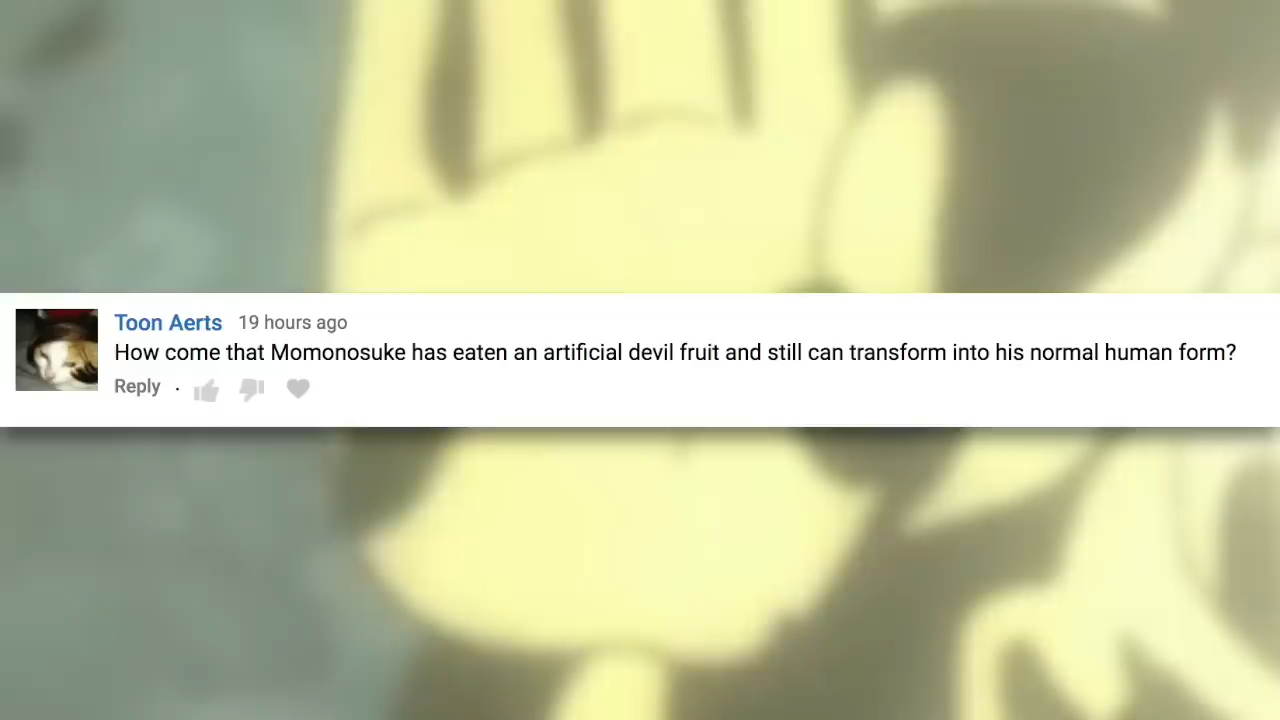 Toon Aerts 19 hours ago
How come that Momonosuke has eaten an artificial devil fruit and still can transform into his normal human form?
Reply ·